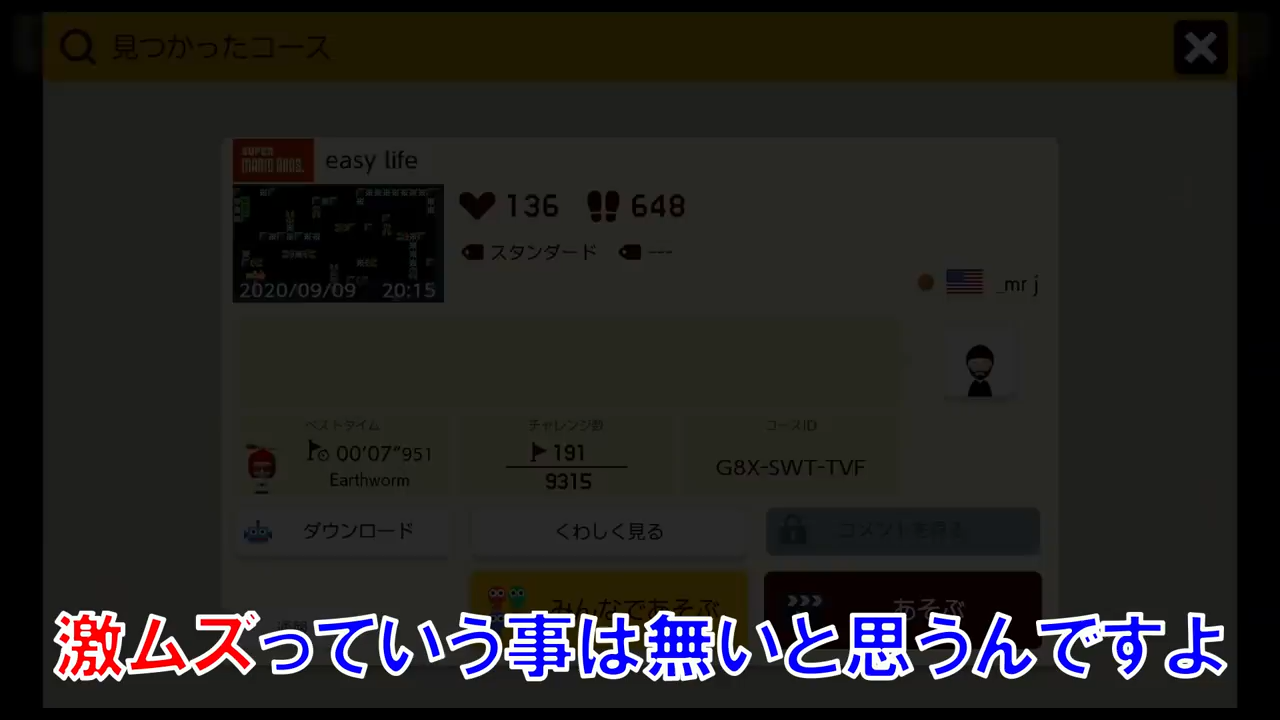 見つかったコース
SUPER
MARIO BROS.
easy life
136
648
スタンダード
---
2020/09/09 20:15
_mr j
ベストタイム
00'07"951
Earthworm
チャレンジ数
191
9315
コースID
G8X-SWT-TVF
ダウンロード
くわしく見る
コメントを見る
みんなであそぶ
あそぶ
通報
激ムズっていう事は無いと思うんですよ